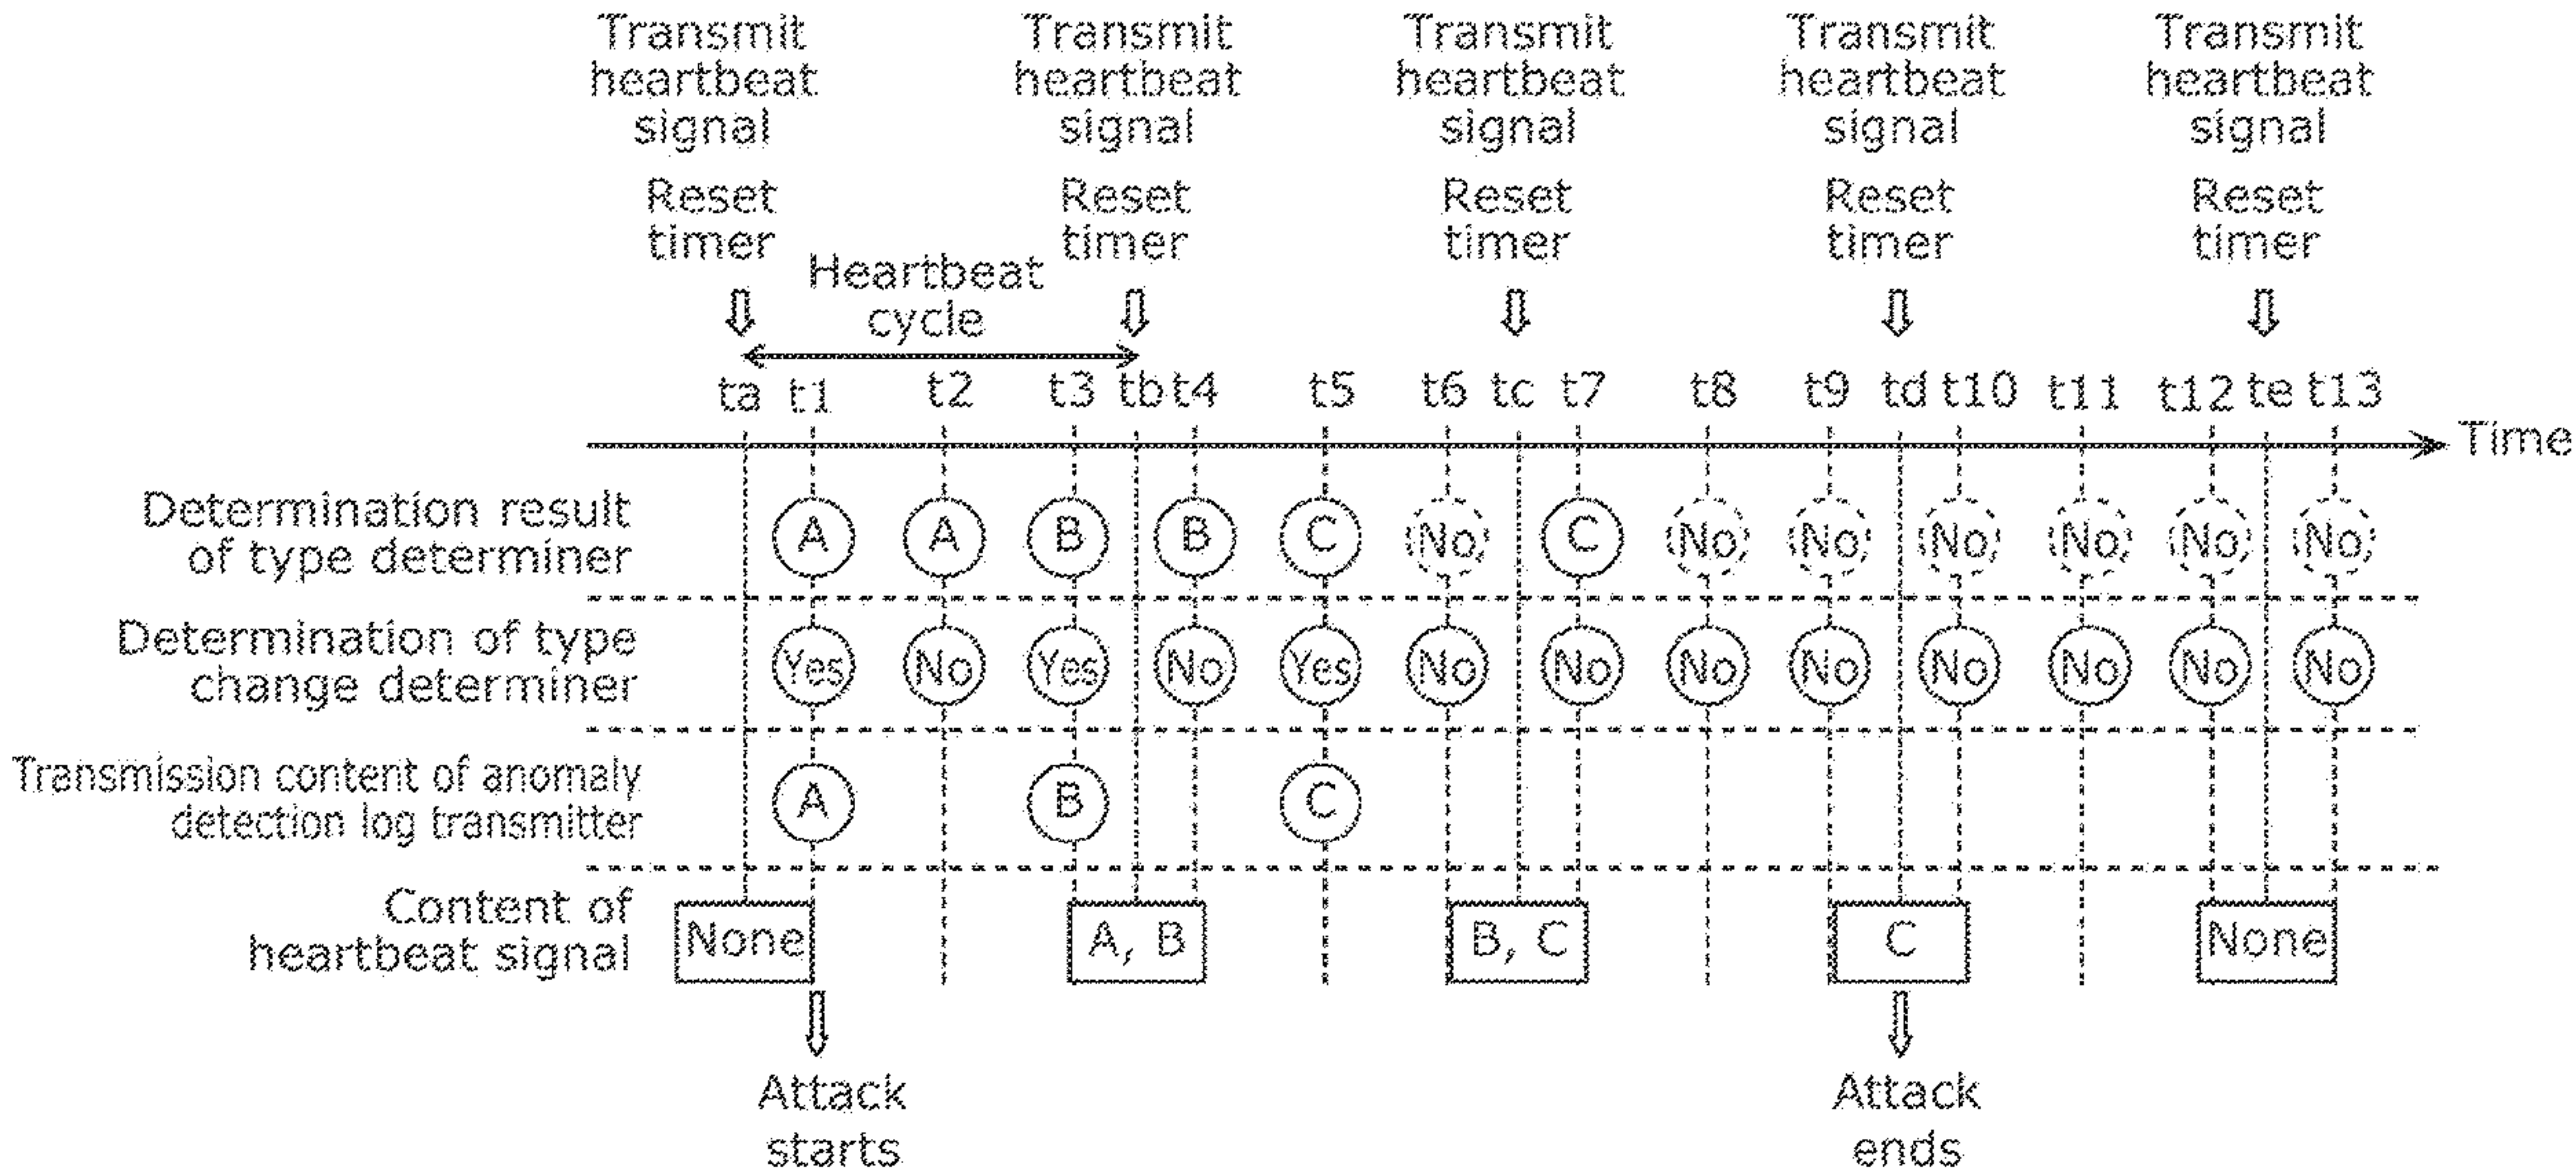 Transmit Transmit Transmit Transmit Transmit
heartbeat heartbeat heartbeat heartbeat heartbeat
signal signal signal signal signal
Reset Reset Reset Reset Reset
timer timer timer timer timer
Heartbeat
cycle
ta t1 t2 t3 tb t4 t5 t6 tc t7 t8 t9 td t10 t11 t12 te t13
Time
Determination result
of type determiner
A A B B C No C No No No No No No
Determination of type
change determiner
Yes No Yes No Yes No No No No No No No No
Transmission content of anomaly
detection log transmitter
A B C
Content of
heartbeat signal
None A, B B, C C None
Attack
starts
Attack
ends